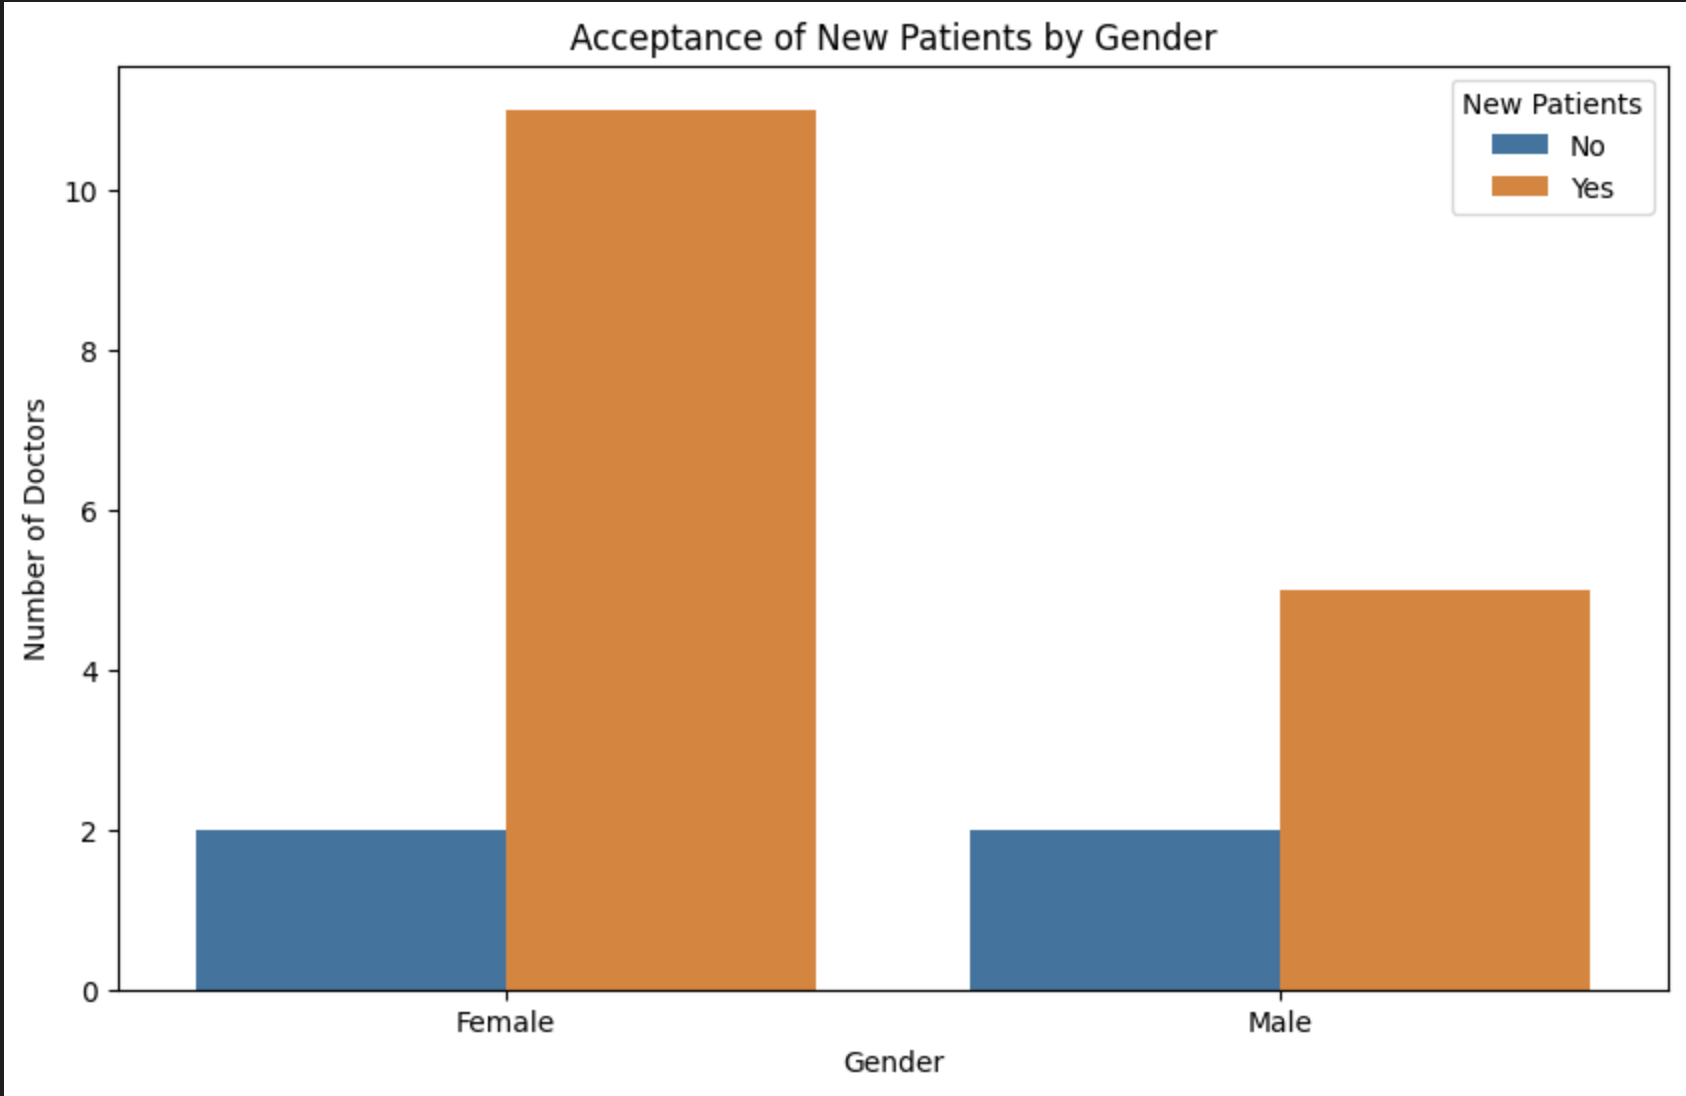 Acceptance of New Patients by Gender
New Patients
No
Yes
10
8
6
4
2
0
Number of Doctors
Female
Male
Gender